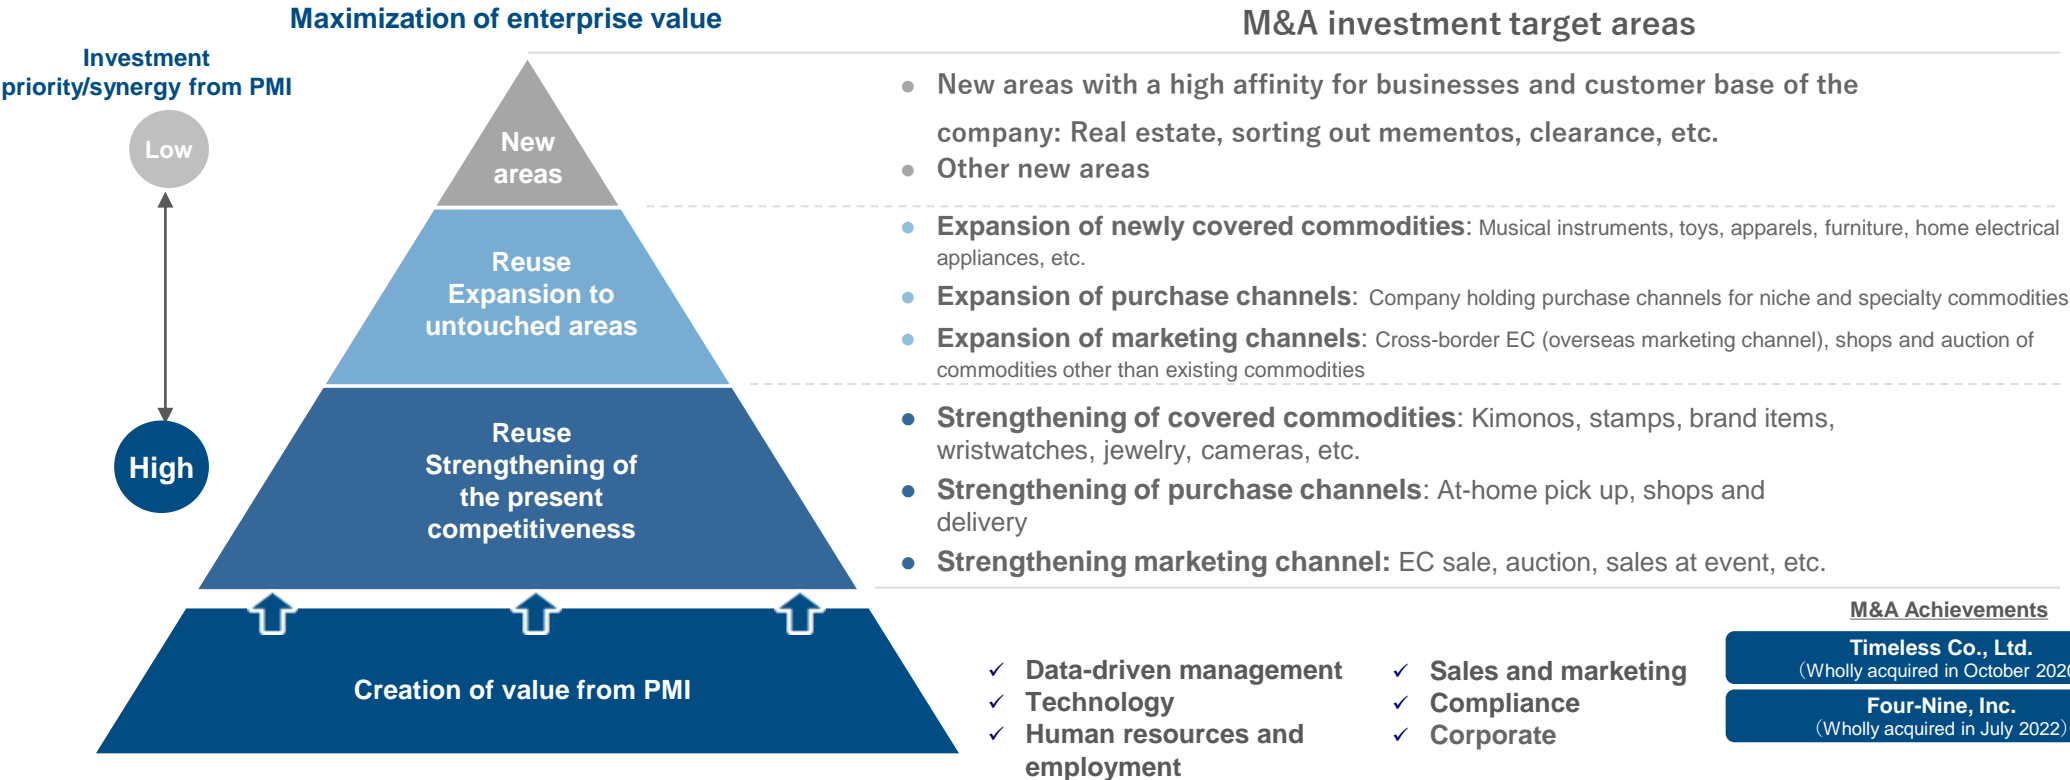 Maximization of enterprise value
M&A investment target areas
Investment
priority/synergy from PMI
Low
High
New
areas
Reuse
Expansion to
untouched areas
Reuse
Strengthening of
the present
competitiveness
Creation of value from PMI
● New areas with a high affinity for businesses and customer base of the
company: Real estate, sorting out mementos, clearance, etc.
● Other new areas
● Expansion of newly covered commodities: Musical instruments, toys, apparels, furniture, home electrical
appliances, etc.
● Expansion of purchase channels: Company holding purchase channels for niche and specialty commodities
● Expansion of marketing channels: Cross-border EC (overseas marketing channel), shops and auction of
commodities other than existing commodities
● Strengthening of covered commodities: Kimonos, stamps, brand items,
wristwatches, jewelry, cameras, etc.
● Strengthening of purchase channels: At-home pick up, shops and
delivery
● Strengthening marketing channel: EC sale, auction, sales at event, etc.
✓ Data-driven management
✓ Technology
✓ Human resources and
employment
✓ Sales and marketing
✓ Compliance
✓ Corporate
M&A Achievements
Timeless Co., Ltd.
（Wholly acquired in October 2020
Four-Nine, Inc.
（Wholly acquired in July 2022）